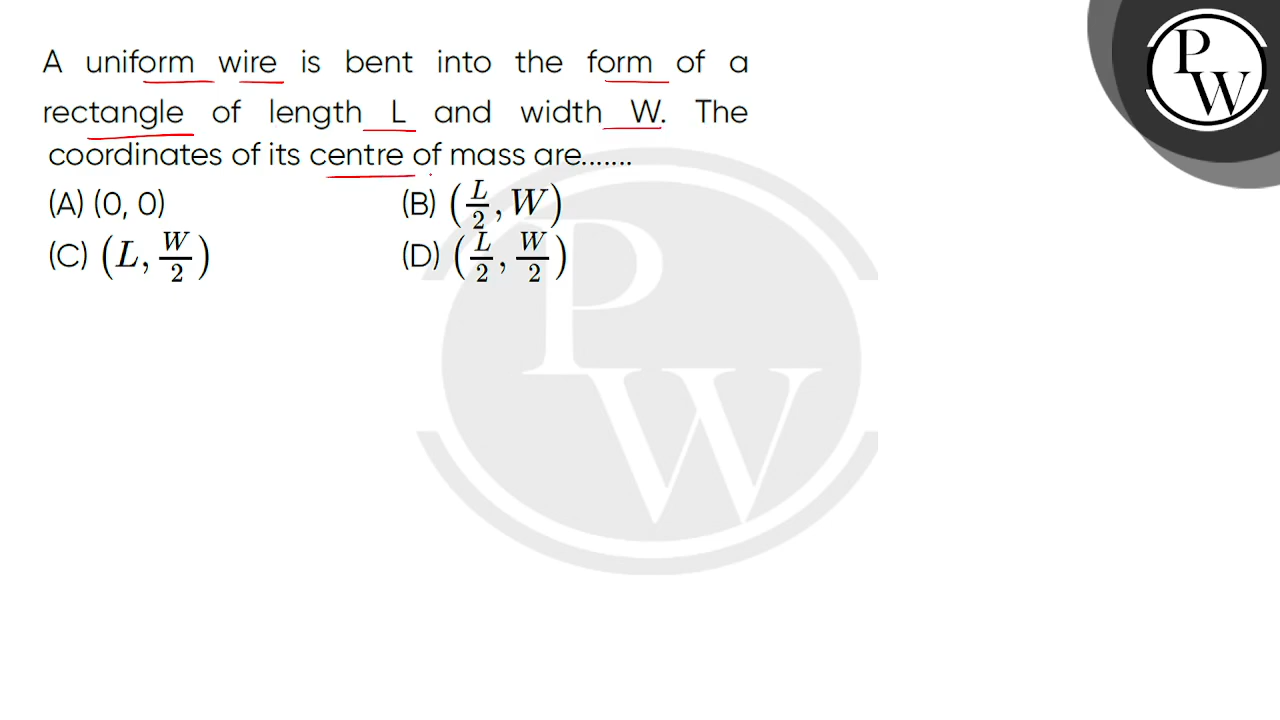 A uniform wire is bent into the form of a
rectangle of length L and width W. The
coordinates of its centre of mass are.......
(A) (0, 0) (B) (L/2, W)
(C) (L, W/2) (D) (L/2, W/2)
PW
PW